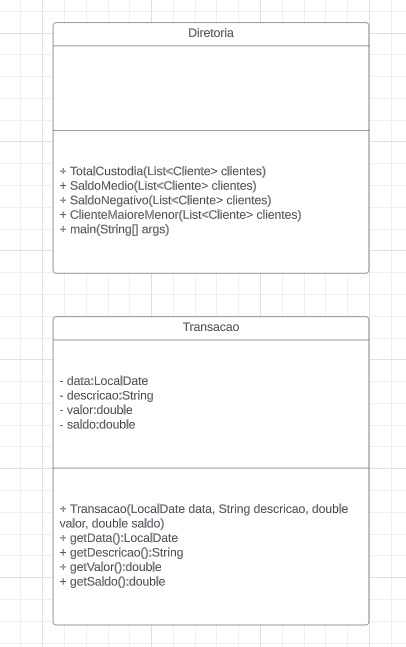 Diretoria
+ TotalCustodia(List<Cliente> clientes)
+ SaldoMedio(List<Cliente> clientes)
+ SaldoNegativo(List<Cliente> clientes)
+ ClienteMaioreMenor(List<Cliente> clientes)
+ main(String[] args)
Transacao
- data:LocalDate
- descricao:String
- valor:double
- saldo:double
+ Transacao(LocalDate data, String descricao, double
valor, double saldo)
+ getData():LocalDate
+ getDescricao():String
+ getValor():double
+ getSaldo():double